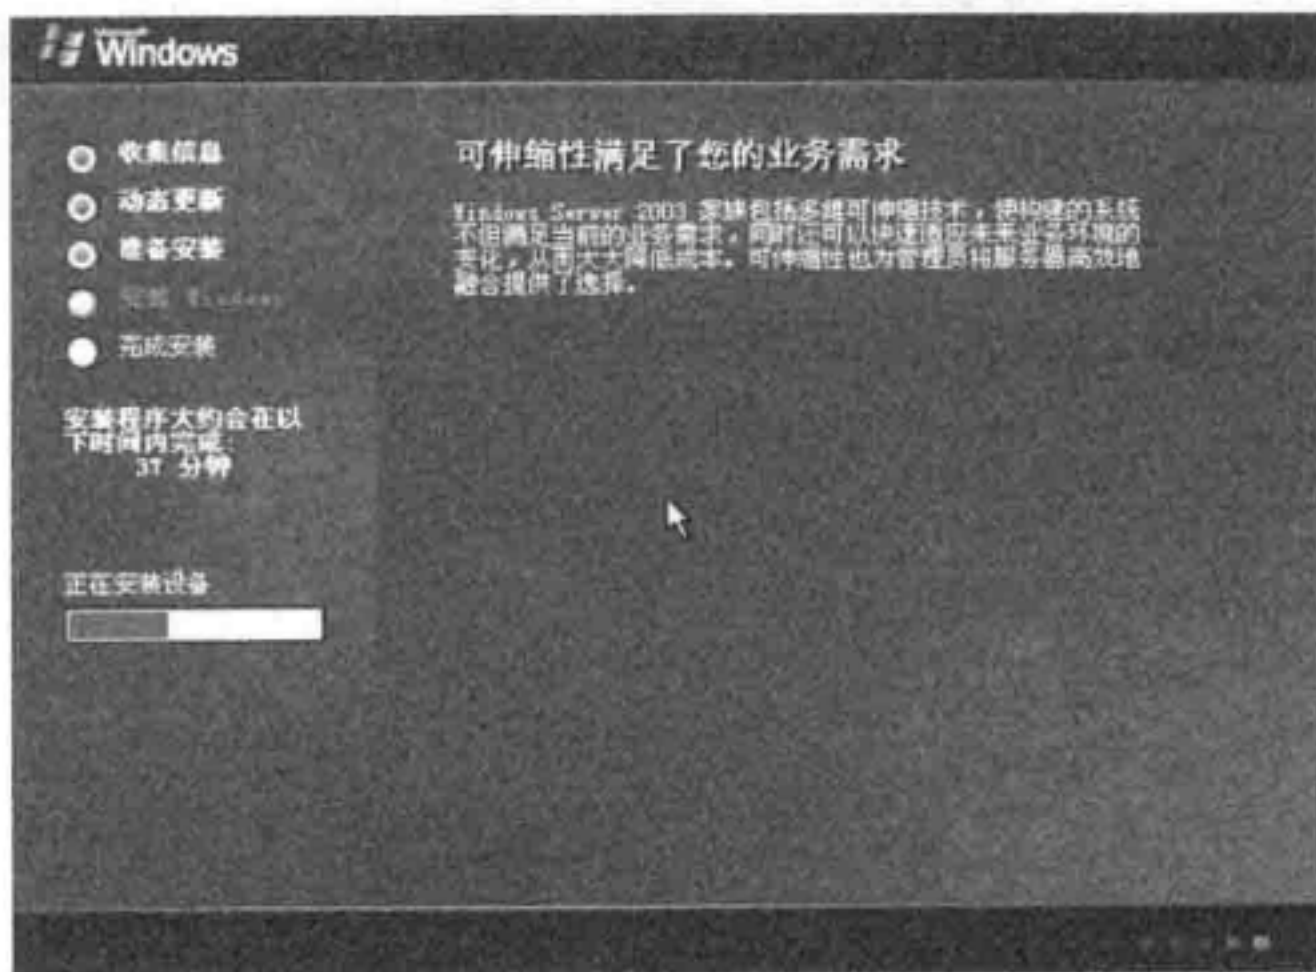 Microsoft
Windows
收集信息
动态更新
准备安装
安装 Windows
完成安装
安装程序大约会在以
下时间内完成:
37 分钟
正在安装设备
可伸缩性满足了您的业务需求
Windows Server 2003 家族包括多维可伸缩技术，使构建的系统
不但满足当前的业务需求，同时还可以快速适应未来业务环境的
变化，从而大大降低成本。可伸缩性也为管理员将服务器高效地
融合提供了选择。